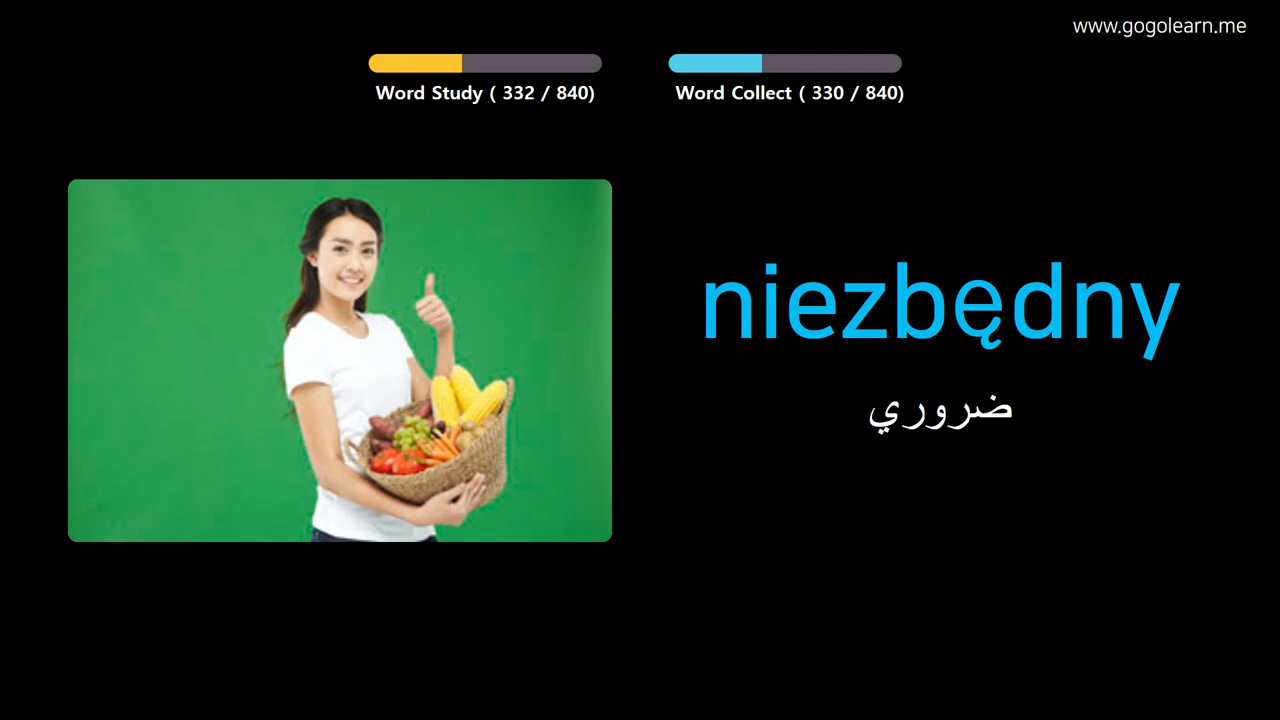 www.gogolearn.me
Word Study ( 332 / 840)
Word Collect ( 330 / 840)
niezbędny
ضروري